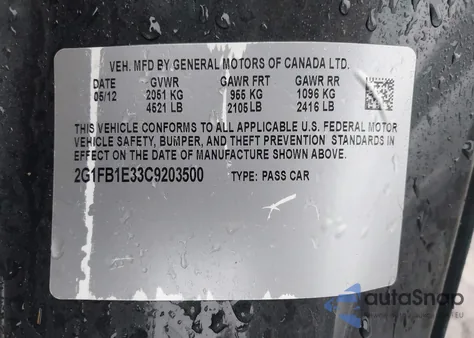 VEH. MFD BY GENERAL MOTORS OF CANADA LTD.
DATE GVWR GAWR FRT GAWR RR
05/12 2051 KG 955 KG 1096 KG
4521 LB 2105 LB 2416 LB
THIS VEHICLE CONFORMS TO ALL APPLICABLE U.S. FEDERAL MOTOR
VEHICLE SAFETY, BUMPER, AND THEFT PREVENTION STANDARDS IN
EFFECT ON THE DATE OF MANUFACTURE SHOWN ABOVE.
2G1FB1E33C9203500 TYPE: PASS CAR
autaSnap